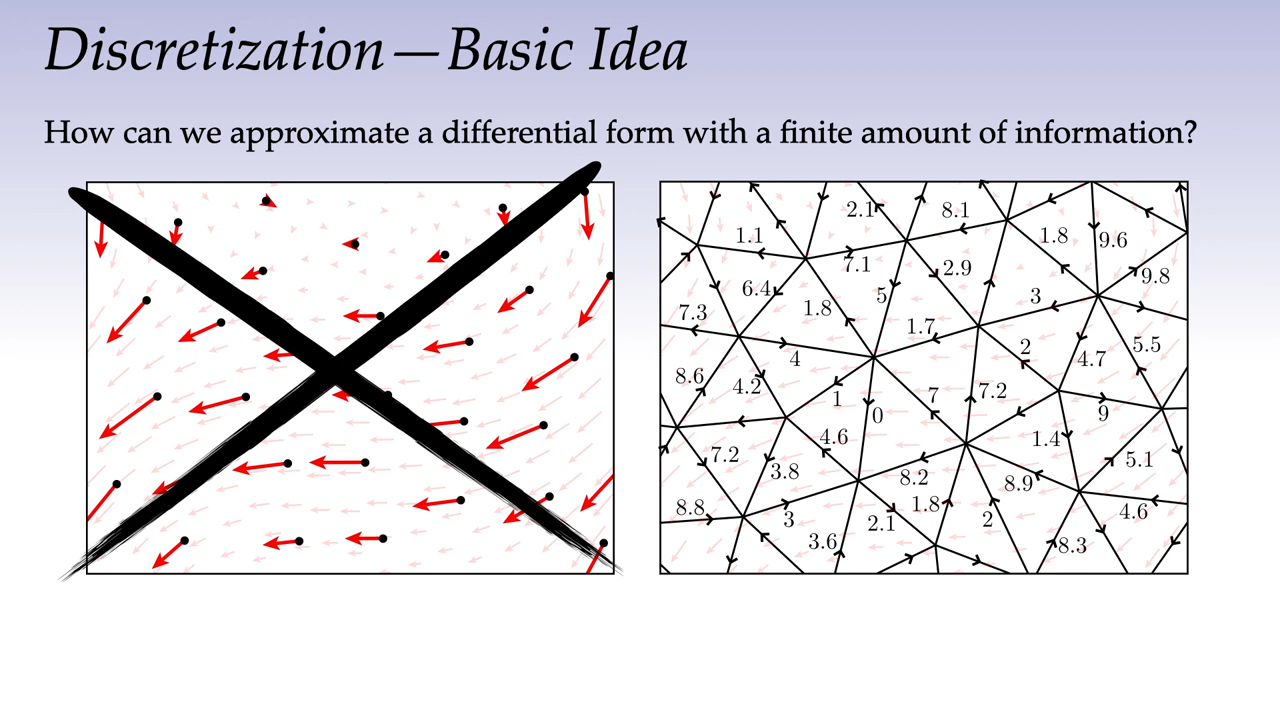 Discretization—Basic Idea
How can we approximate a differential form with a finite amount of information?
2.1 8.1
1.1 1.8 9.6
7.1 2.9
6.4 5 3 9.8
7.3 1.8
1.7
4 2 4.7 5.5
8.6 4.2
1 7 7.2
0 9
4.6 1.4
7.2 3.8 8.2 8.9 5.1
8.8 3 2.1 1.8 2 4.6
3.6 8.3